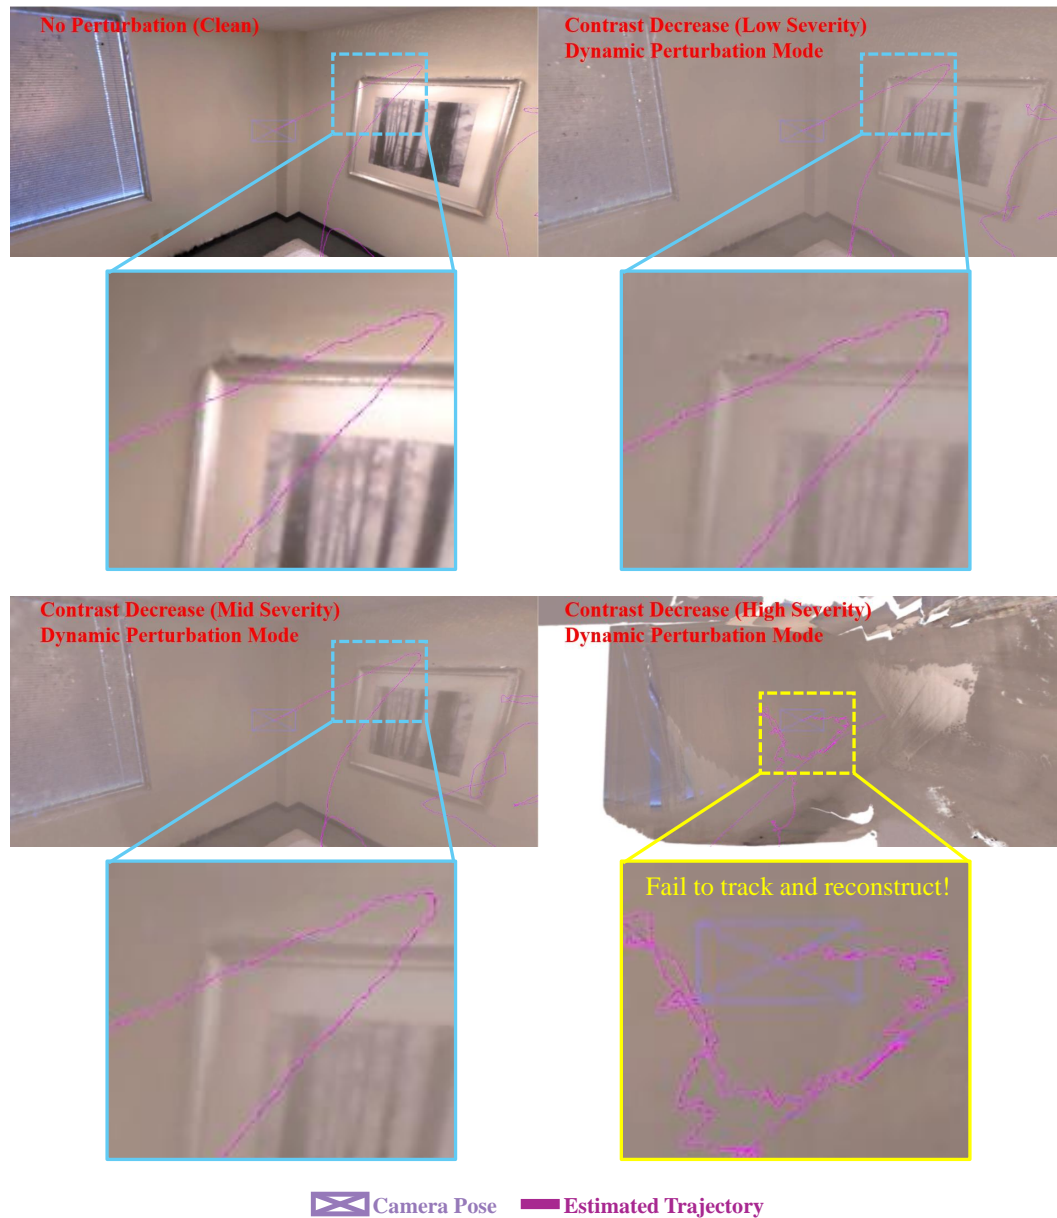 No Perturbation (Clean)
Contrast Decrease (Low Severity)
Dynamic Perturbation Mode
Contrast Decrease (Mid Severity)
Dynamic Perturbation Mode
Contrast Decrease (High Severity)
Dynamic Perturbation Mode
Fail to track and reconstruct!
Camera Pose
Estimated Trajectory